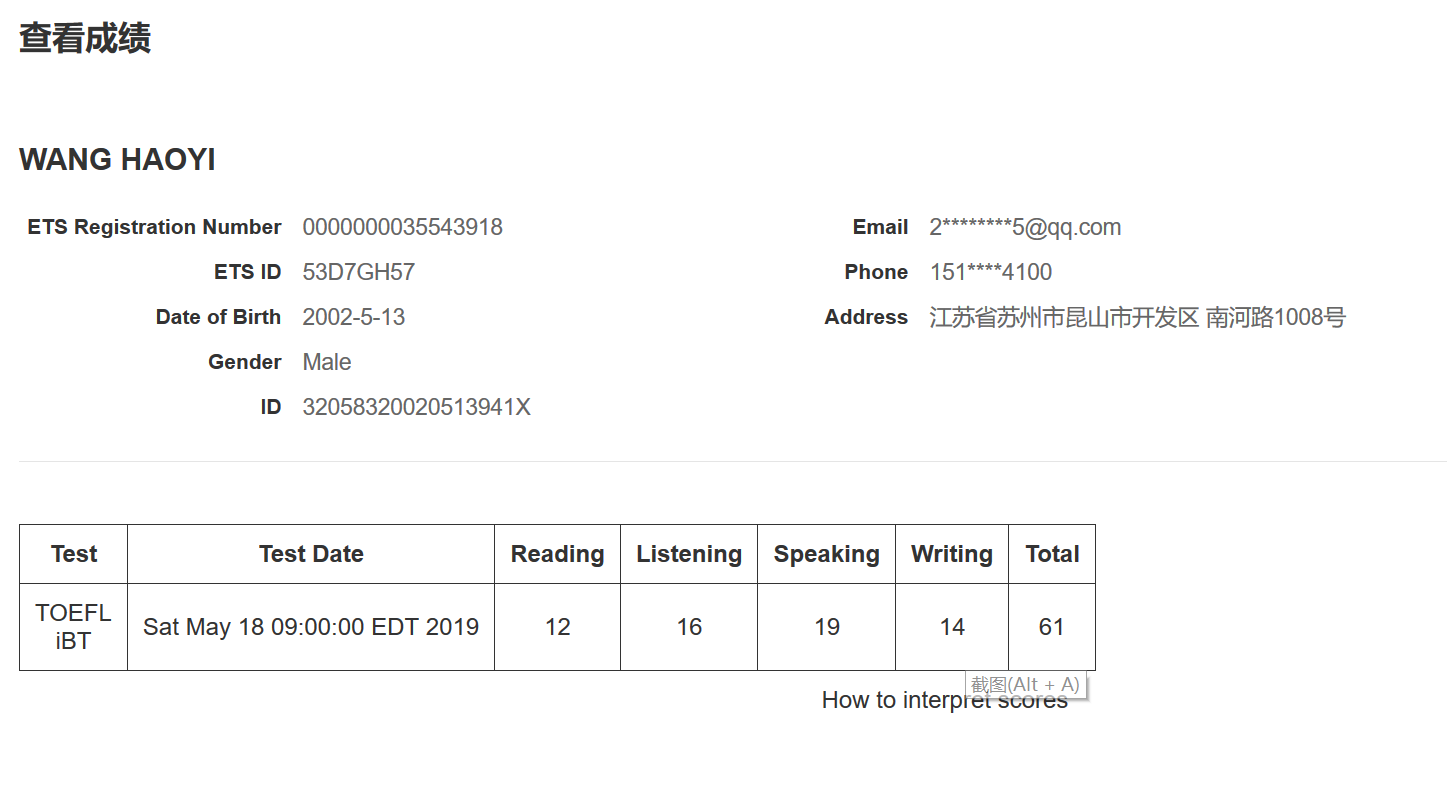 查看成绩
WANG HAOYI
ETS Registration Number 0000000035543918
Email 2********5@qq.com
ETS ID 53D7GH57
Phone 151****4100
Date of Birth 2002-5-13
Address 江苏省苏州市昆山市开发区 南河路1008号
Gender Male
ID 32058320020513941X
Test Test Date Reading Listening Speaking Writing Total
TOEFL iBT Sat May 18 09:00:00 EDT 2019 12 16 19 14 61
截图(Alt + A)
How to interpret scores